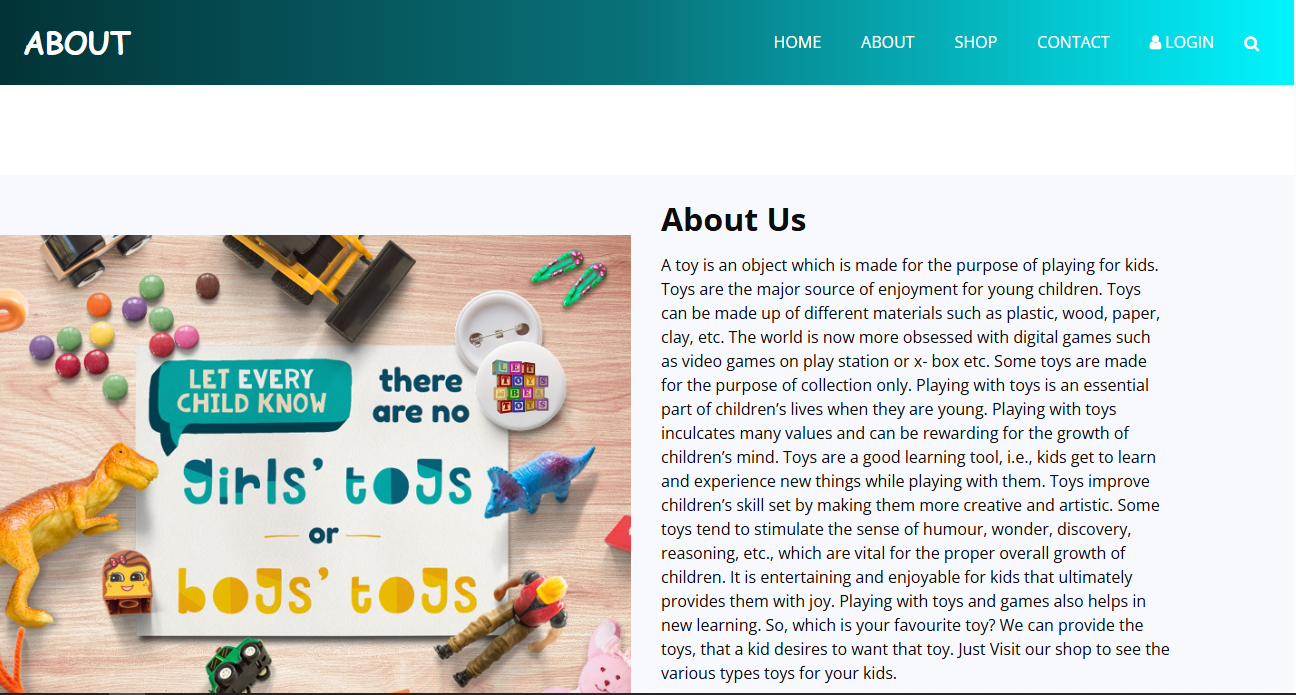 ABOUT
HOME ABOUT SHOP CONTACT LOGIN
About Us
A toy is an object which is made for the purpose of playing for kids.
Toys are the major source of enjoyment for young children. Toys
can be made up of different materials such as plastic, wood, paper,
clay, etc. The world is now more obsessed with digital games such
as video games on play station or x- box etc. Some toys are made
for the purpose of collection only. Playing with toys is an essential
part of children’s lives when they are young. Playing with toys
inculcates many values and can be rewarding for the growth of
children’s mind. Toys are a good learning tool, i.e., kids get to learn
and experience new things while playing with them. Toys improve
children’s skill set by making them more creative and artistic. Some
toys tend to stimulate the sense of humour, wonder, discovery,
reasoning, etc., which are vital for the proper overall growth of
children. It is entertaining and enjoyable for kids that ultimately
provides them with joy. Playing with toys and games also helps in
new learning. So, which is your favourite toy? We can provide the
toys, that a kid desires to want that toy. Just Visit our shop to see the
various types toys for your kids.
LET EVERY
CHILD KNOW
there
are no
girls’ toys
or
boys’ toys
LET
TOYS
BE
TOYS